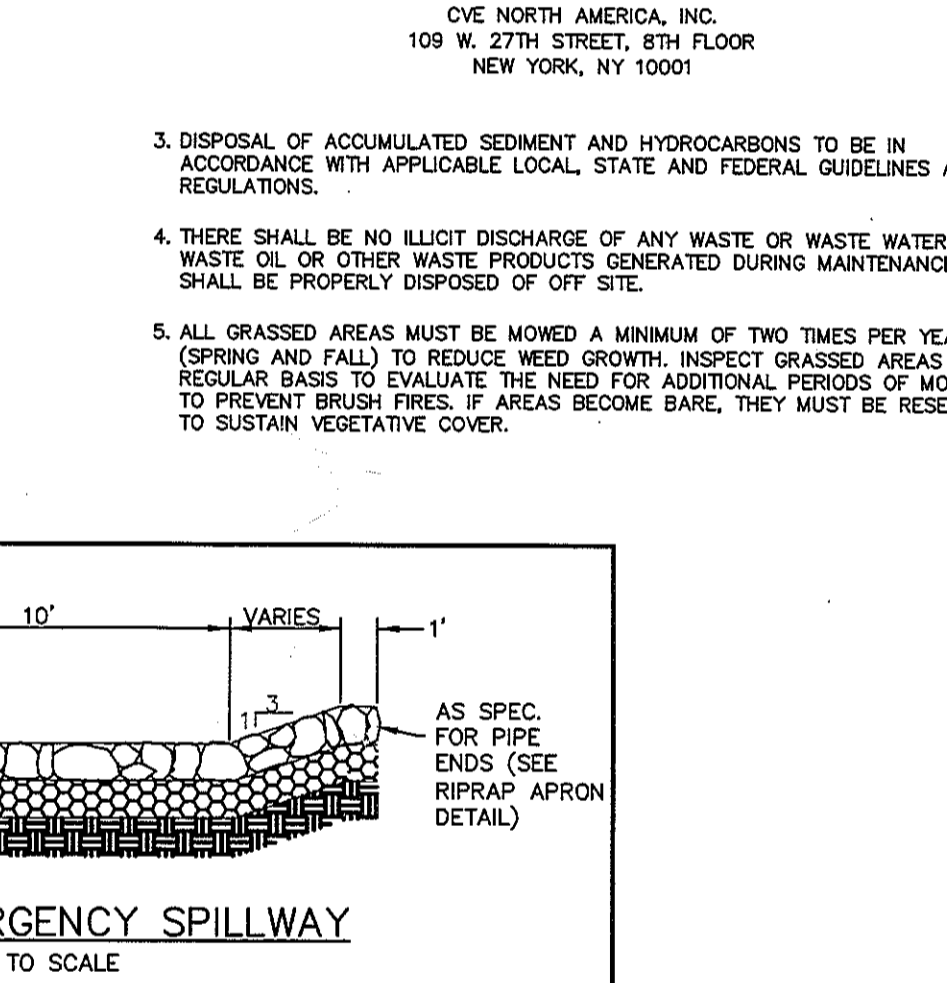 CVE NORTH AMERICA, INC.
109 W. 27TH STREET, 8TH FLOOR
NEW YORK, NY 10001
3. DISPOSAL OF ACCUMULATED SEDIMENT AND HYDROCARBONS TO BE IN
ACCORDANCE WITH APPLICABLE LOCAL, STATE AND FEDERAL GUIDELINES
REGULATIONS.
4. THERE SHALL BE NO ILLICIT DISCHARGE OF ANY WASTE OR WASTE WATER
WASTE OIL OR OTHER WASTE PRODUCTS GENERATED DURING MAINTENANC
SHALL BE PROPERLY DISPOSED OF OFF SITE.
5. ALL GRASSED AREAS MUST BE MOWED A MINIMUM OF TWO TIMES PER YE
(SPRING AND FALL) TO REDUCE WEED GROWTH. INSPECT GRASSED AREAS
REGULAR BASIS TO EVALUATE THE NEED FOR ADDITIONAL PERIODS OF MO
TO PREVENT BRUSH FIRES. IF AREAS BECOME BARE, THEY MUST BE RESE
TO SUSTAIN VEGETATIVE COVER.
10' VARIES 1'
1 3
AS SPEC.
FOR PIPE
ENDS (SEE
RIPRAP APRON
DETAIL)
RGENCY SPILLWAY
TO SCALE